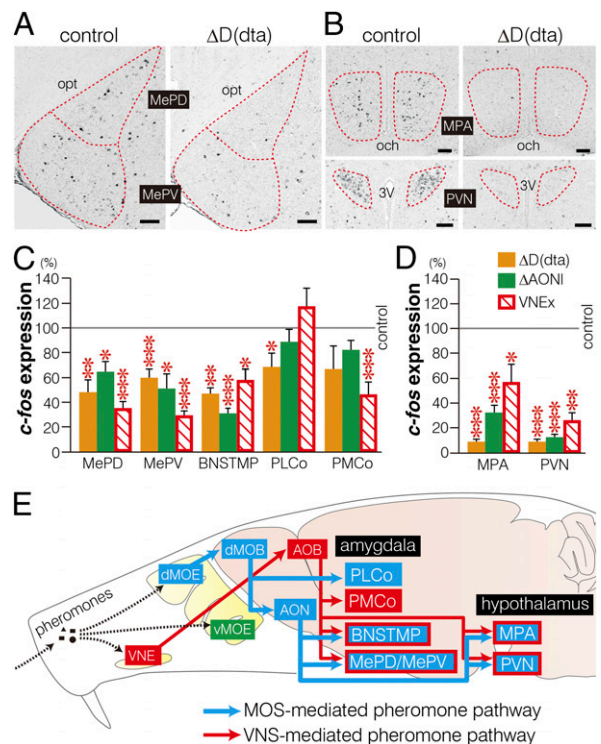 A control ΔD(dta)
B control ΔD(dta)
opt opt
MePD
MePV
MPA
och och
3V 3V
PVN
C (%) D (%)
c-fos expression
140
120
100
80
60
40
20
0
control
*** * *** *** * *** ** *** * * ***
MePD MePV BNSTMP PLCo PMCo
c-fos expression
140
120
100
80
60
40
20
0
control
ΔD(dta)
ΔAONl
VNEx
*** *** * *** *** **
MPA PVN
E
pheromones
dMOE
dMOB
AOB
amygdala
PLCo
PMCo
AON
vMOE
VNE
BNSTMP
MePD/MePV
hypothalamus
MPA
PVN
MOS-mediated pheromone pathway
VNS-mediated pheromone pathway